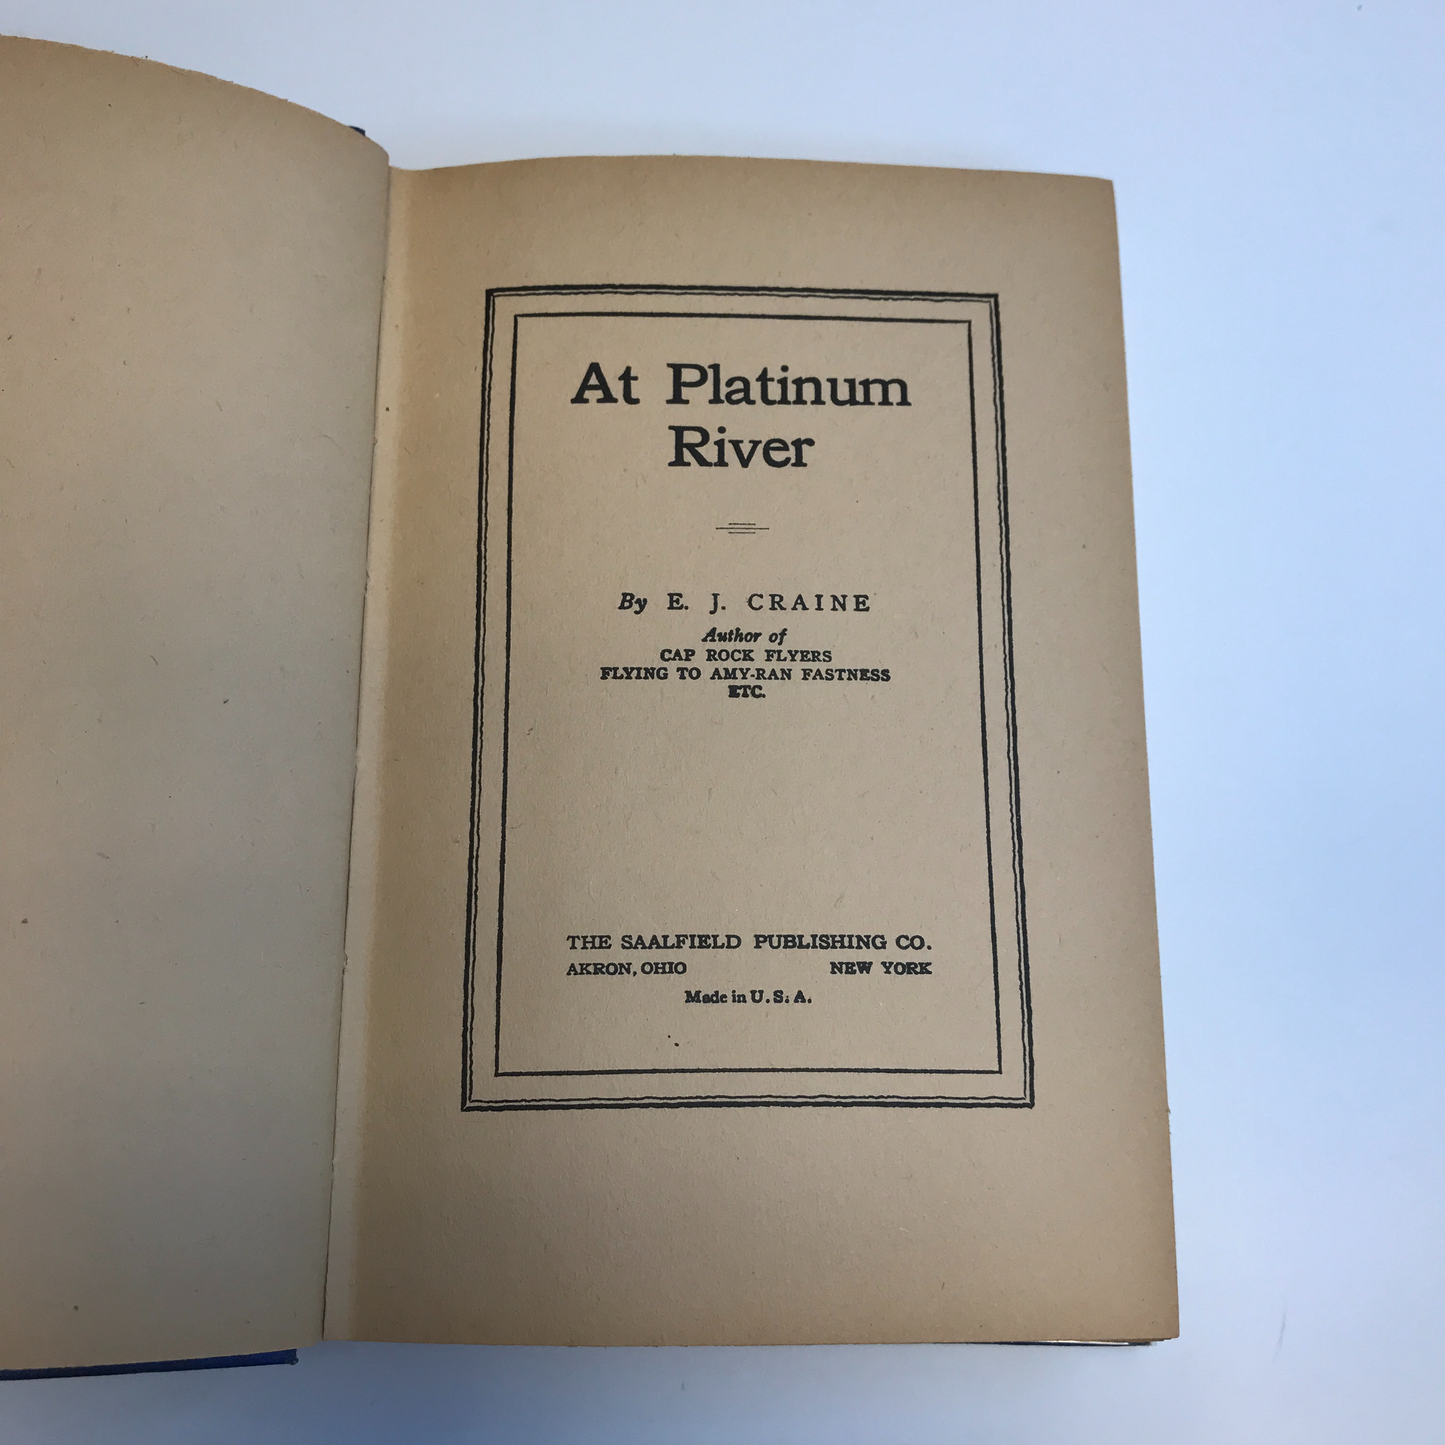 At Platinum
River
By E. J. CRAINE
Author of
CAP ROCK FLYERS
FLYING TO AMY-RAN FASTNESS
ETC.
THE SAALFIELD PUBLISHING CO.
AKRON, OHIO NEW YORK
Made in U. S. A.